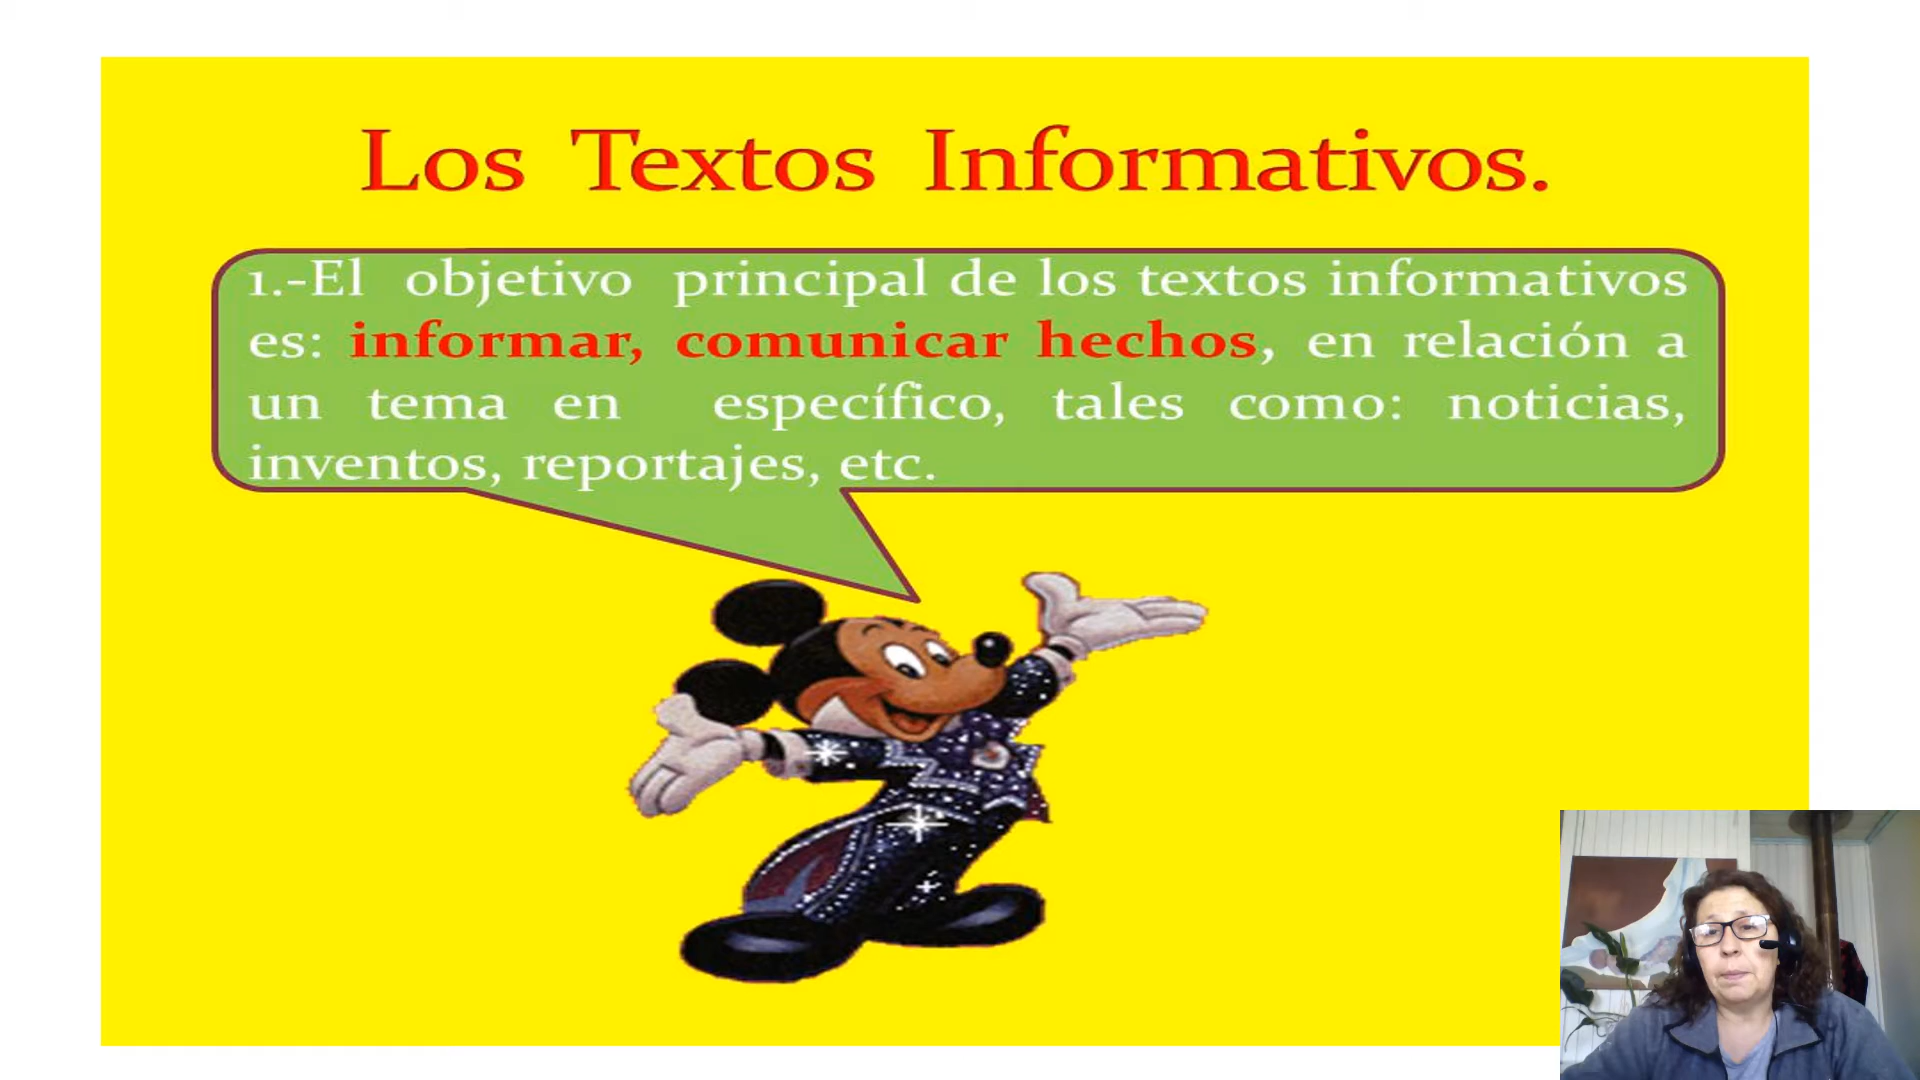 Los Textos Informativos.
1.-El objetivo principal de los textos informativos
es: informar, comunicar hechos, en relación a
un tema en específico, tales como: noticias,
inventos, reportajes, etc.